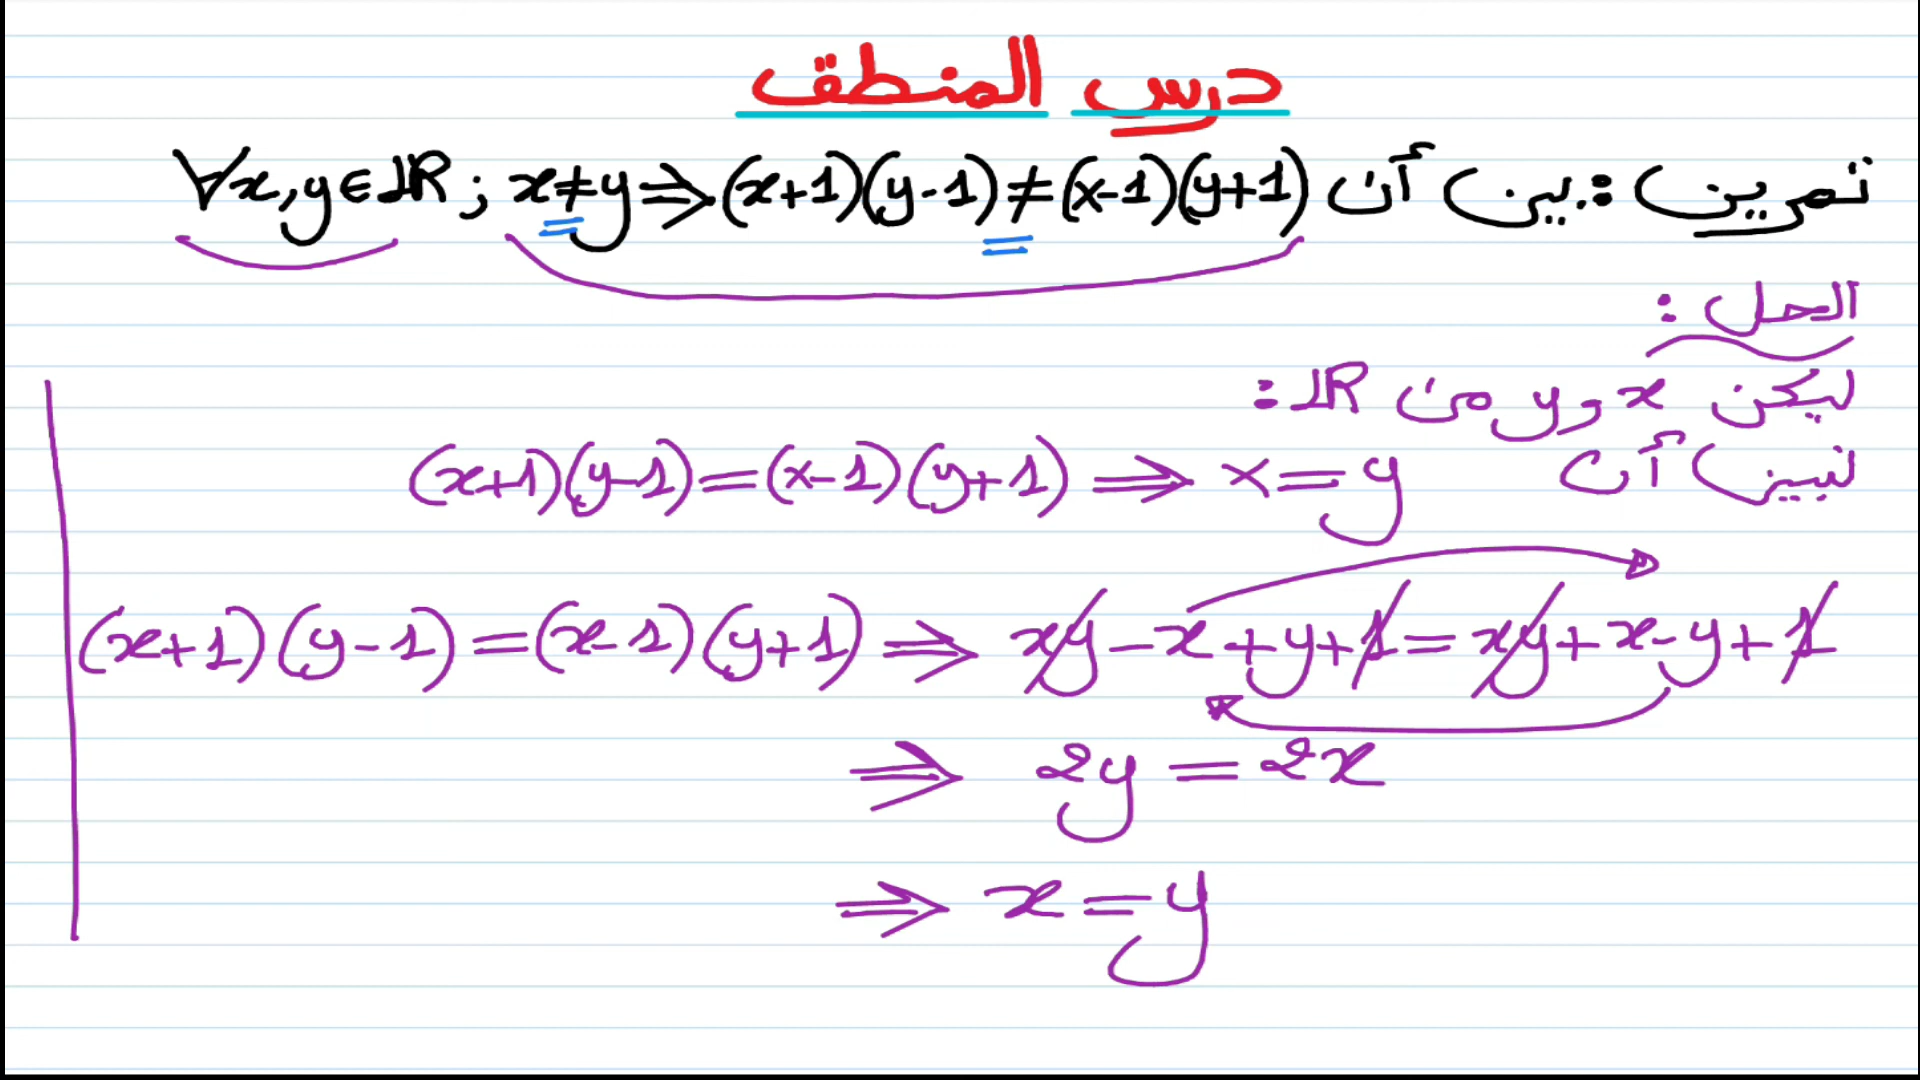 درس المنطق
تمرين : بين أن ∀x,y∈ℝ ; x≠y ⇒ (x+1)(y-1)≠(x-1)(y+1)
الحل :
ليكن x و y من ℝ :
نبين أن (x+1)(y-1)=(x-1)(y+1) ⟹ x=y
(x+1)(y-1)=(x-1)(y+1) ⟹ xy-x+y+1=xy+x-y+1
⟹ 2y=2x
⟹ x=y